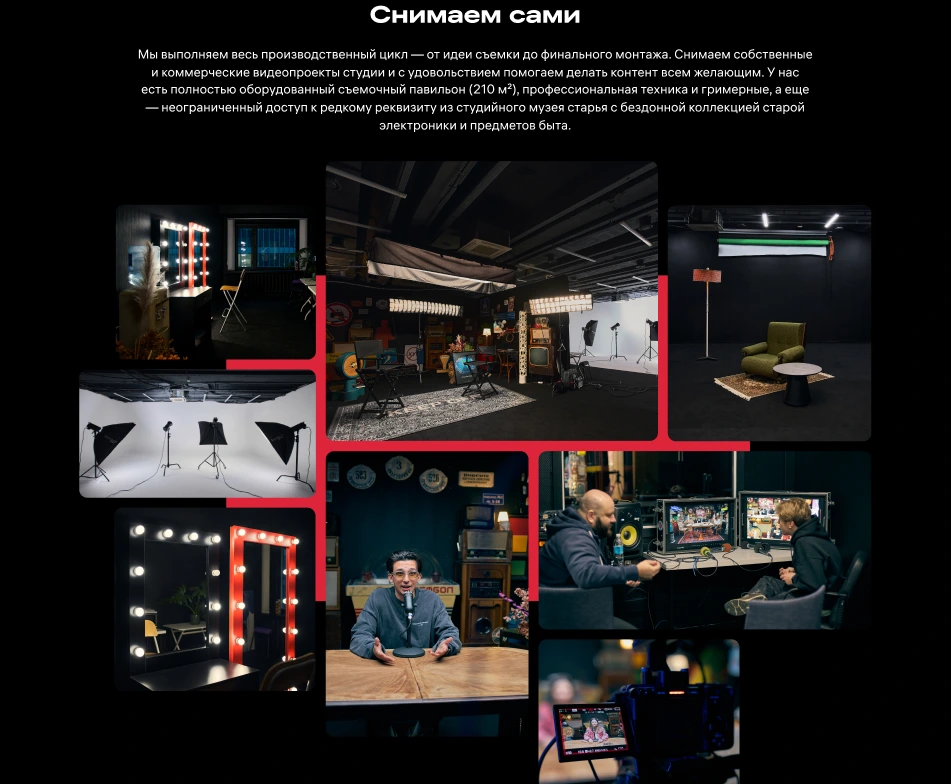 Снимаем сами
Мы выполняем весь производственный цикл — от идеи съемки до финального монтажа. Снимаем собственные
и коммерческие видеопроекты студии и с удовольствием помогаем делать контент всем желающим. У нас
есть полностью оборудованный съемочный павильон (210 м²), профессиональная техника и гримерные, а еще
— неограниченный доступ к редкому реквизиту из студийного музея старья с бездонной коллекцией старой
электроники и предметов быта.